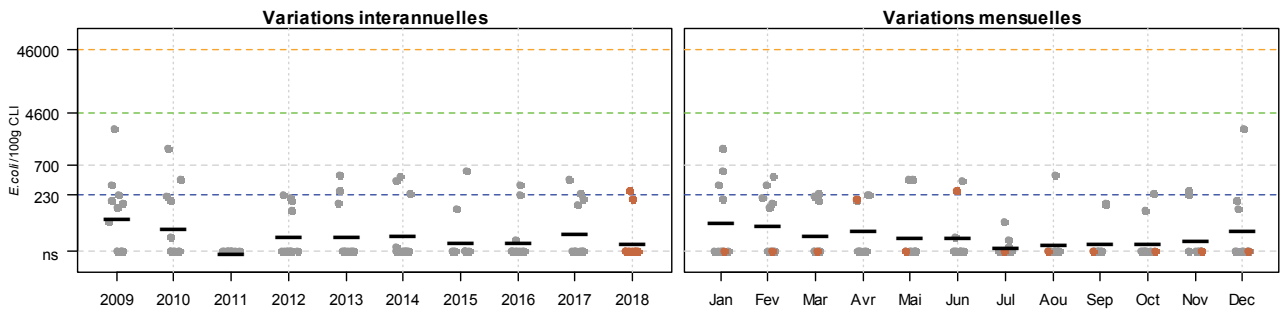 Variations interannuelles
Variations mensuelles
E.coli/100g CLI
46000
4600
700
230
ns
2009 2010 2011 2012 2013 2014 2015 2016 2017 2018
Jan Fev Mar Avr Mai Jun Jul Aou Sep Oct Nov Dec